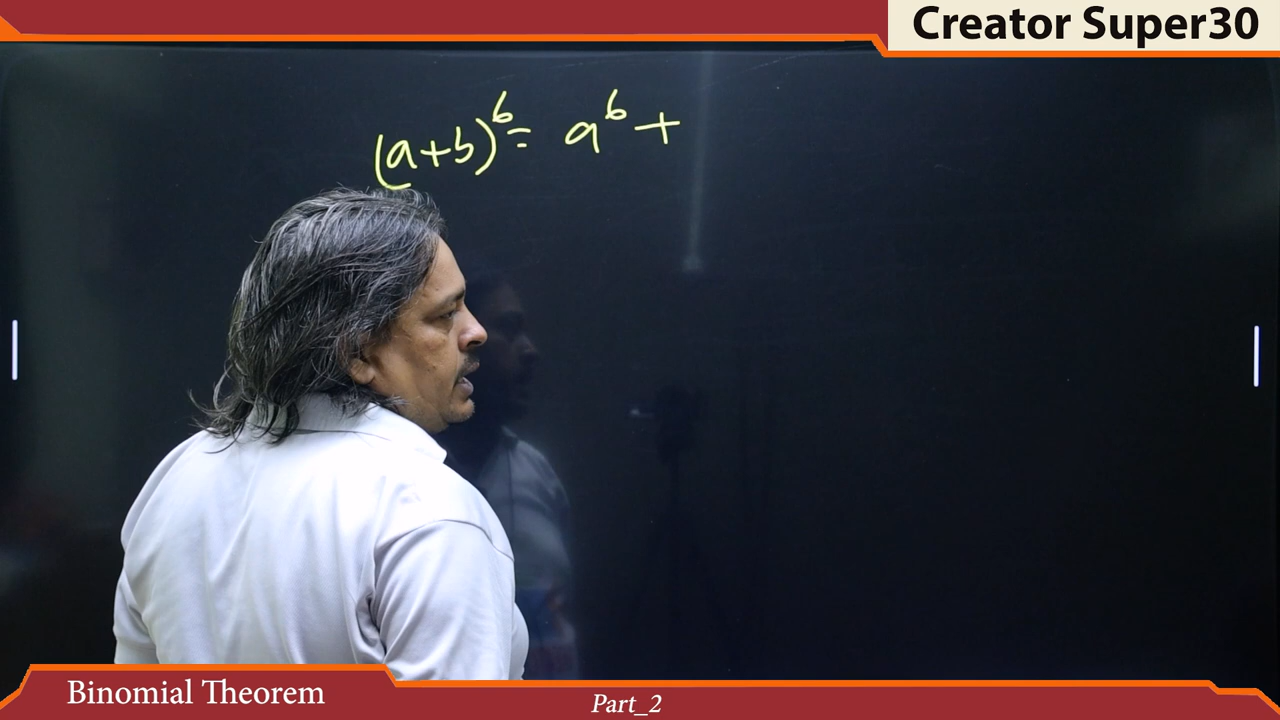 Creator Super30
(a+b)⁶ = a⁶ +
Binomial Theorem
Part_2